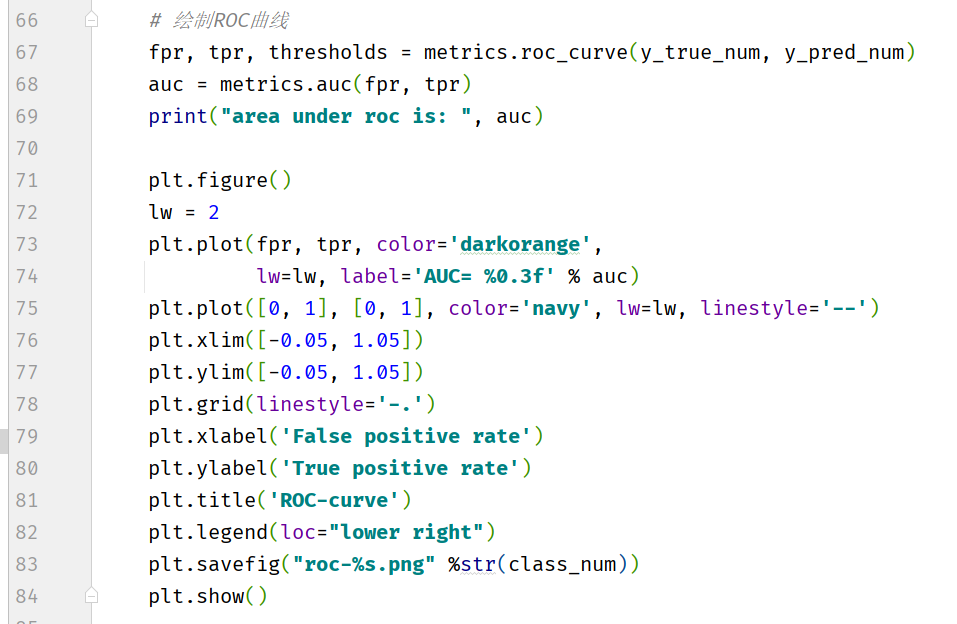 66 # 绘制ROC曲线
67 fpr, tpr, thresholds = metrics.roc_curve(y_true_num, y_pred_num)
68 auc = metrics.auc(fpr, tpr)
69 print("area under roc is: ", auc)
70
71 plt.figure()
72 lw = 2
73 plt.plot(fpr, tpr, color='darkorange',
74 lw=lw, label='AUC= %0.3f' % auc)
75 plt.plot([0, 1], [0, 1], color='navy', lw=lw, linestyle='--')
76 plt.xlim([-0.05, 1.05])
77 plt.ylim([-0.05, 1.05])
78 plt.grid(linestyle='-.')
79 plt.xlabel('False positive rate')
80 plt.ylabel('True positive rate')
81 plt.title('ROC-curve')
82 plt.legend(loc="lower right")
83 plt.savefig("roc-%s.png" %str(class_num))
84 plt.show()